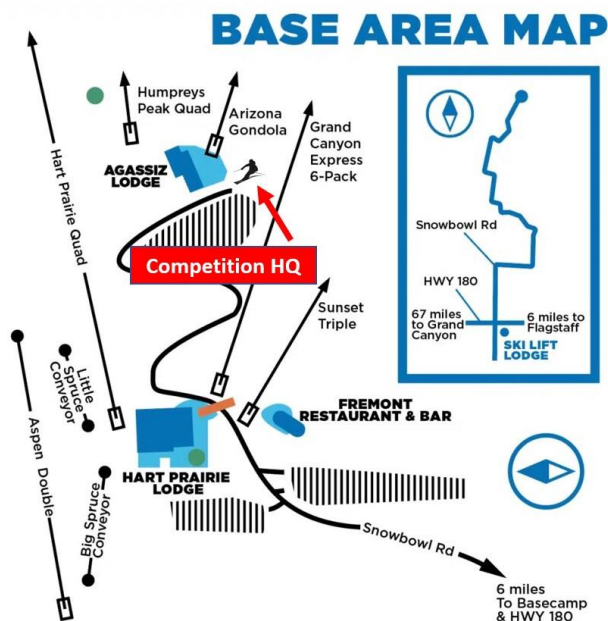 BASE AREA MAP
Humpreys
Peak Quad
Arizona
Gondola
Grand
Canyon
Express
6-Pack
AGASSIZ
LODGE
Hart Prairie Quad
Competition HQ
Snowbowl Rd
HWY 180
67 miles
to Grand
Canyon
6 miles to
Flagstaff
SKI LIFT
LODGE
Sunset
Triple
Little
Spruce
Conveyor
Aspen Double
FREMONT
RESTAURANT & BAR
HART PRAIRIE
LODGE
Big Spruce
Conveyor
Snowbowl Rd
6 miles
To Basecamp
& HWY 180